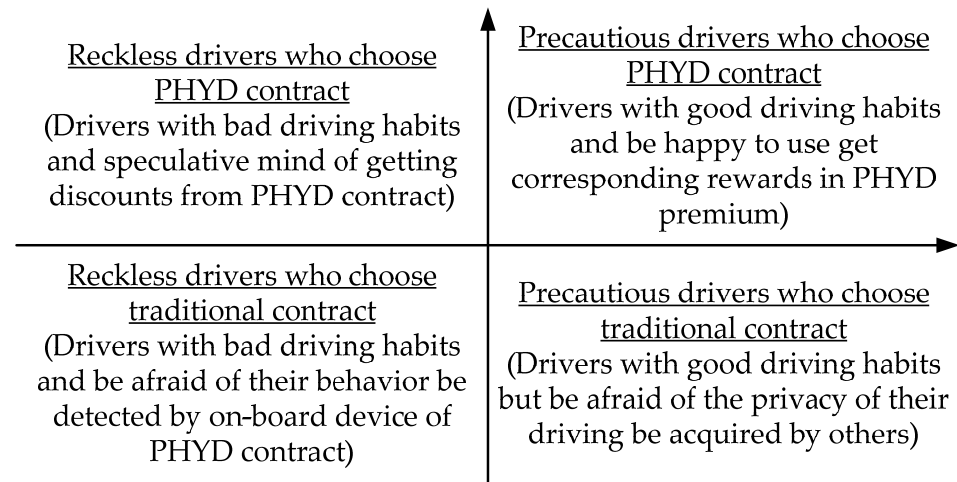 Reckless drivers who choose
PHYD contract
(Drivers with bad driving habits
and speculative mind of getting
discounts from PHYD contract)
Precautious drivers who choose
PHYD contract
(Drivers with good driving habits
and be happy to use get
corresponding rewards in PHYD
premium)
Reckless drivers who choose
traditional contract
(Drivers with bad driving habits
and be afraid of their behavior be
detected by on-board device of
PHYD contract)
Precautious drivers who choose
traditional contract
(Drivers with good driving habits
but be afraid of the privacy of their
driving be acquired by others)